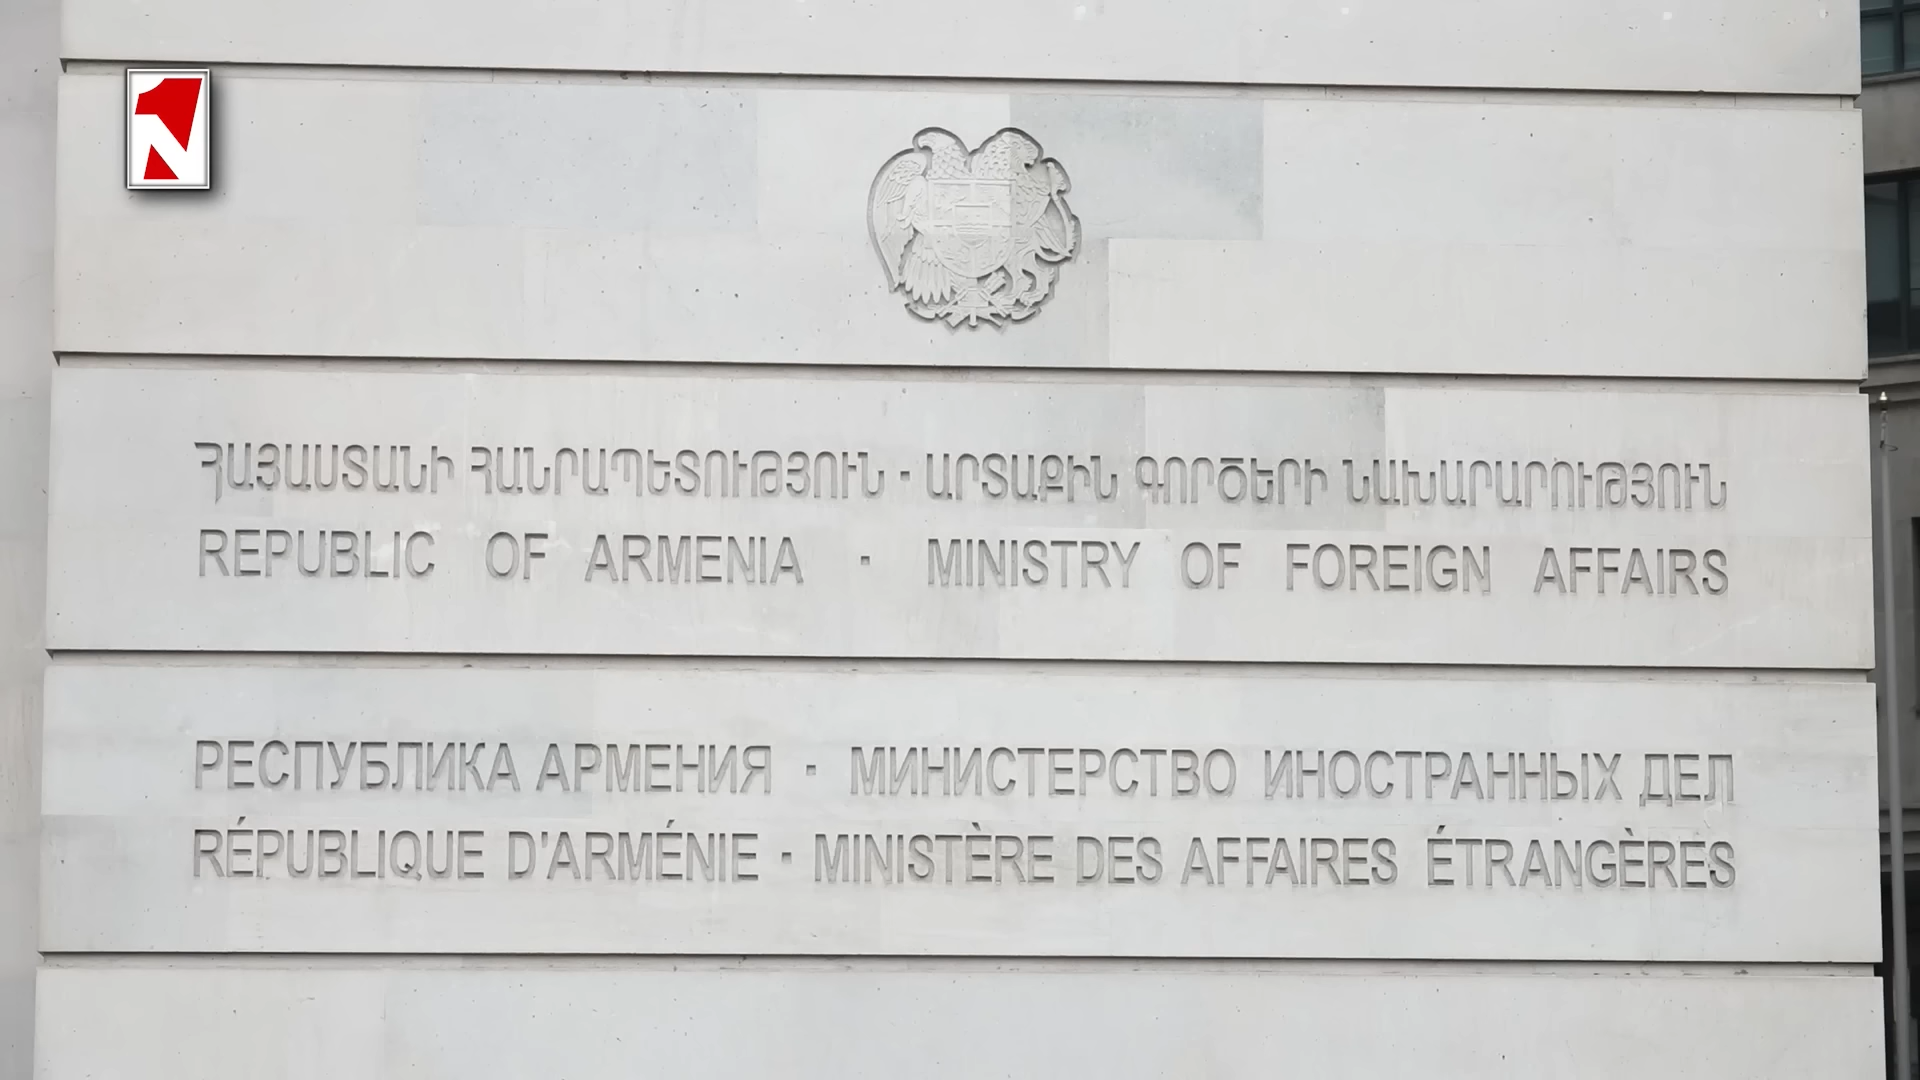 1N
ՀԱՅԱՍՏԱՆԻ ՀԱՆՐԱՊԵՏՈՒԹՅՈՒՆ · ԱՐՏԱՔԻՆ ԳՈՐԾԵՐԻ ՆԱԽԱՐԱՐՈՒԹՅՈՒՆ
REPUBLIC OF ARMENIA · MINISTRY OF FOREIGN AFFAIRS
РЕСПУБЛИКА АРМЕНИЯ · МИНИСТЕРСТВО ИНОСТРАННЫХ ДЕЛ
RÉPUBLIQUE D'ARMÉNIE · MINISTÈRE DES AFFAIRES ÉTRANGÈRES